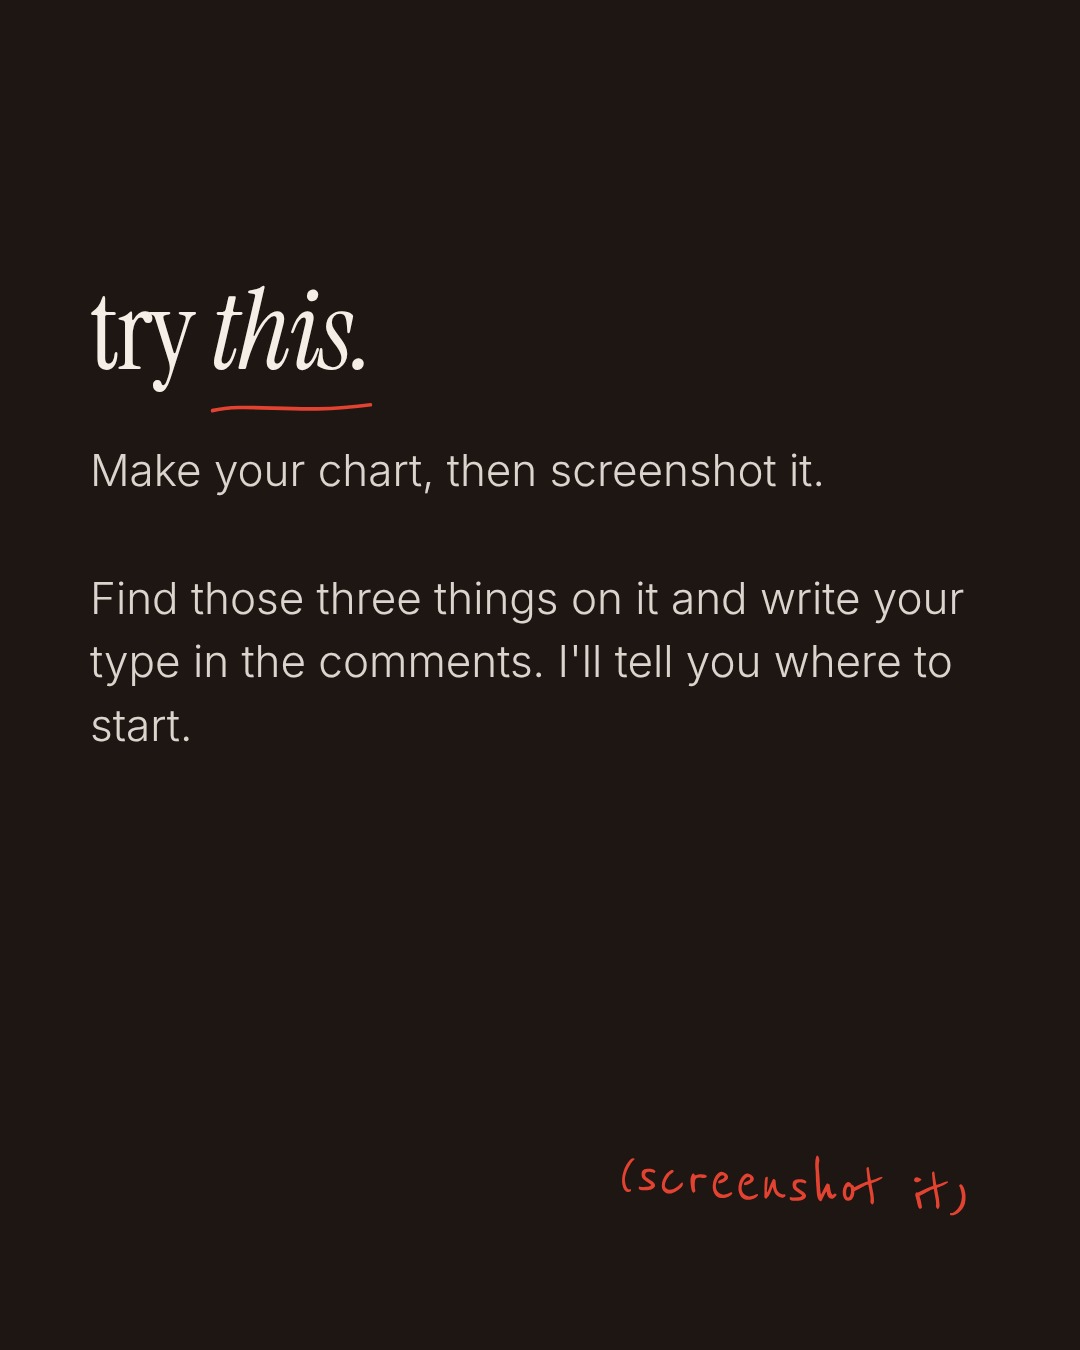 try this.
Make your chart, then screenshot it.
Find those three things on it and write your
type in the comments. I'll tell you where to
start.
(screenshot it)